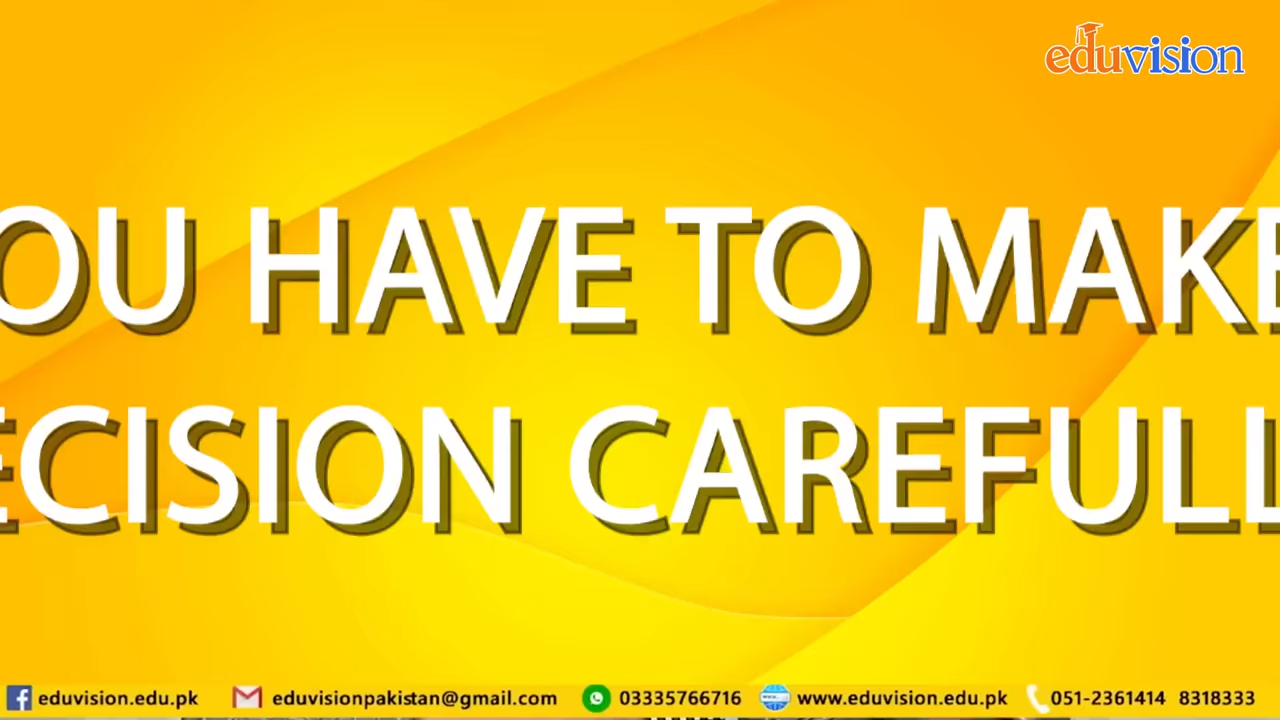 eduvision
OU HAVE TO MAKE
ECISION CAREFULL
eduvision.edu.pk eduvisionpakistan@gmail.com 03335766716 www.eduvision.edu.pk 051-2361414 8318333